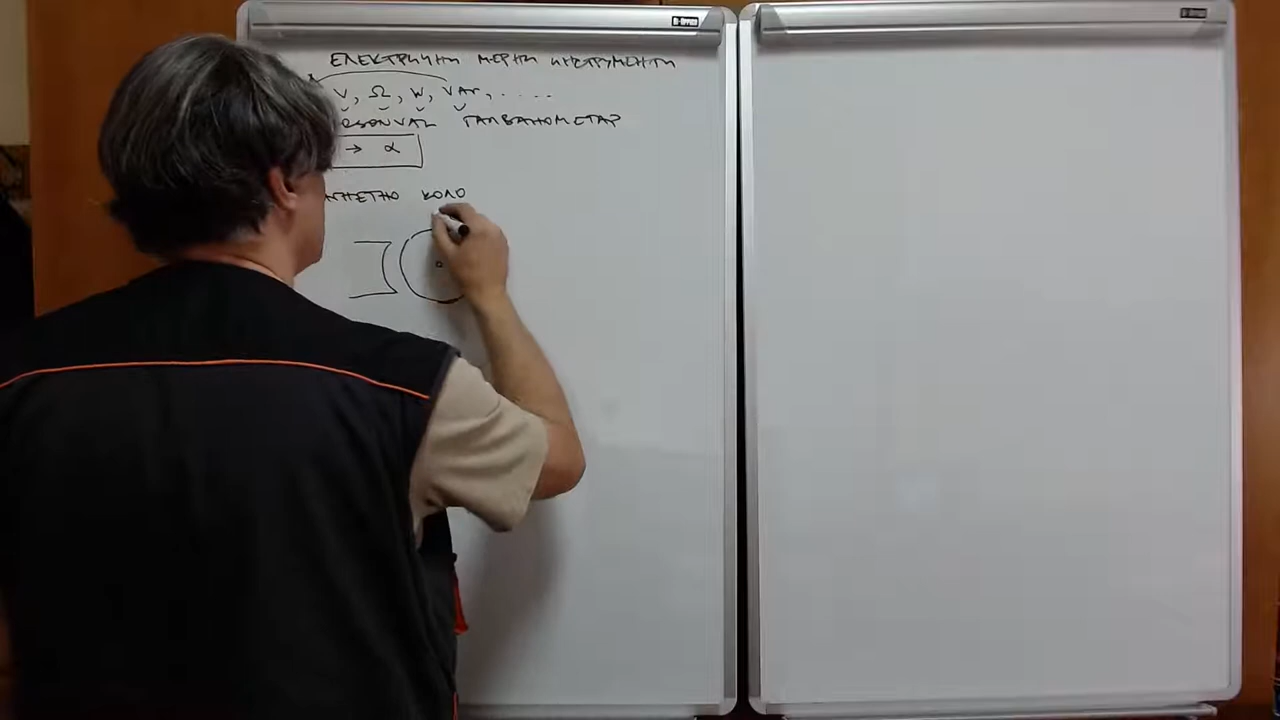 ЕЛЕКТРИЧНИ МЕРНИ ИНСТРУМЕНТИ
V, Ω, W, VAr, . . . . .
ГАЛВАНОМЕТАР
→ α
КОЛО